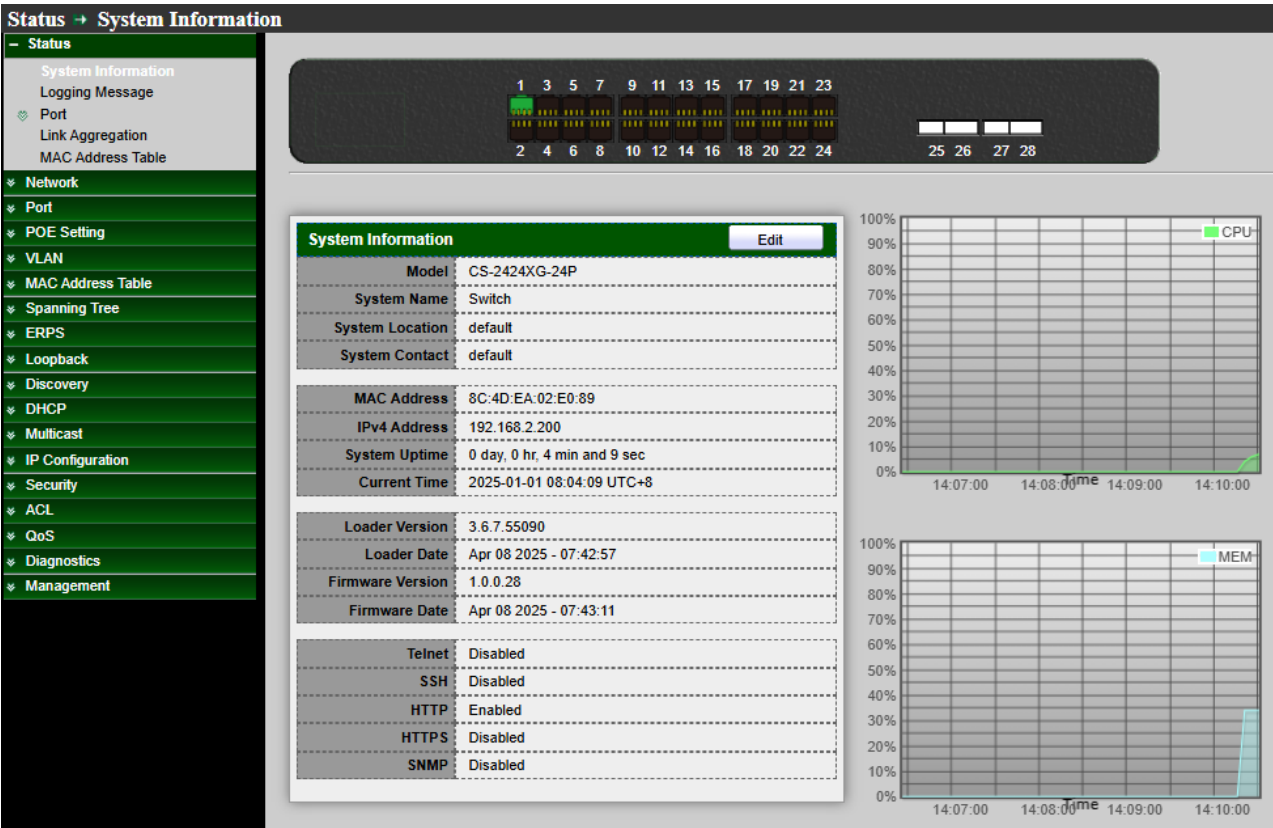 Status → System Information
Status
System Information
Logging Message
Port
Link Aggregation
MAC Address Table
Network
Port
POE Setting
VLAN
MAC Address Table
Spanning Tree
ERPS
Loopback
Discovery
DHCP
Multicast
IP Configuration
Security
ACL
QoS
Diagnostics
Management
1 3 5 7 9 11 13 15 17 19 21 23
2 4 6 8 10 12 14 16 18 20 22 24 25 26 27 28
System Information Edit
Model CS-2424XG-24P
System Name Switch
System Location default
System Contact default
MAC Address 8C:4D:EA:02:E0:89
IPv4 Address 192.168.2.200
System Uptime 0 day, 0 hr, 4 min and 9 sec
Current Time 2025-01-01 08:04:09 UTC+8
Loader Version 3.6.7.55090
Loader Date Apr 08 2025 - 07:42:57
Firmware Version 1.0.0.28
Firmware Date Apr 08 2025 - 07:43:11
Telnet Disabled
SSH Disabled
HTTP Enabled
HTTPS Disabled
SNMP Disabled
100%
CPU
90%
80%
70%
60%
50%
40%
30%
20%
10%
0%
14:07:00 14:08:00 14:09:00 14:10:00
Time
100%
MEM
90%
80%
70%
60%
50%
40%
30%
20%
10%
0%
14:07:00 14:08:00 14:09:00 14:10:00
Time